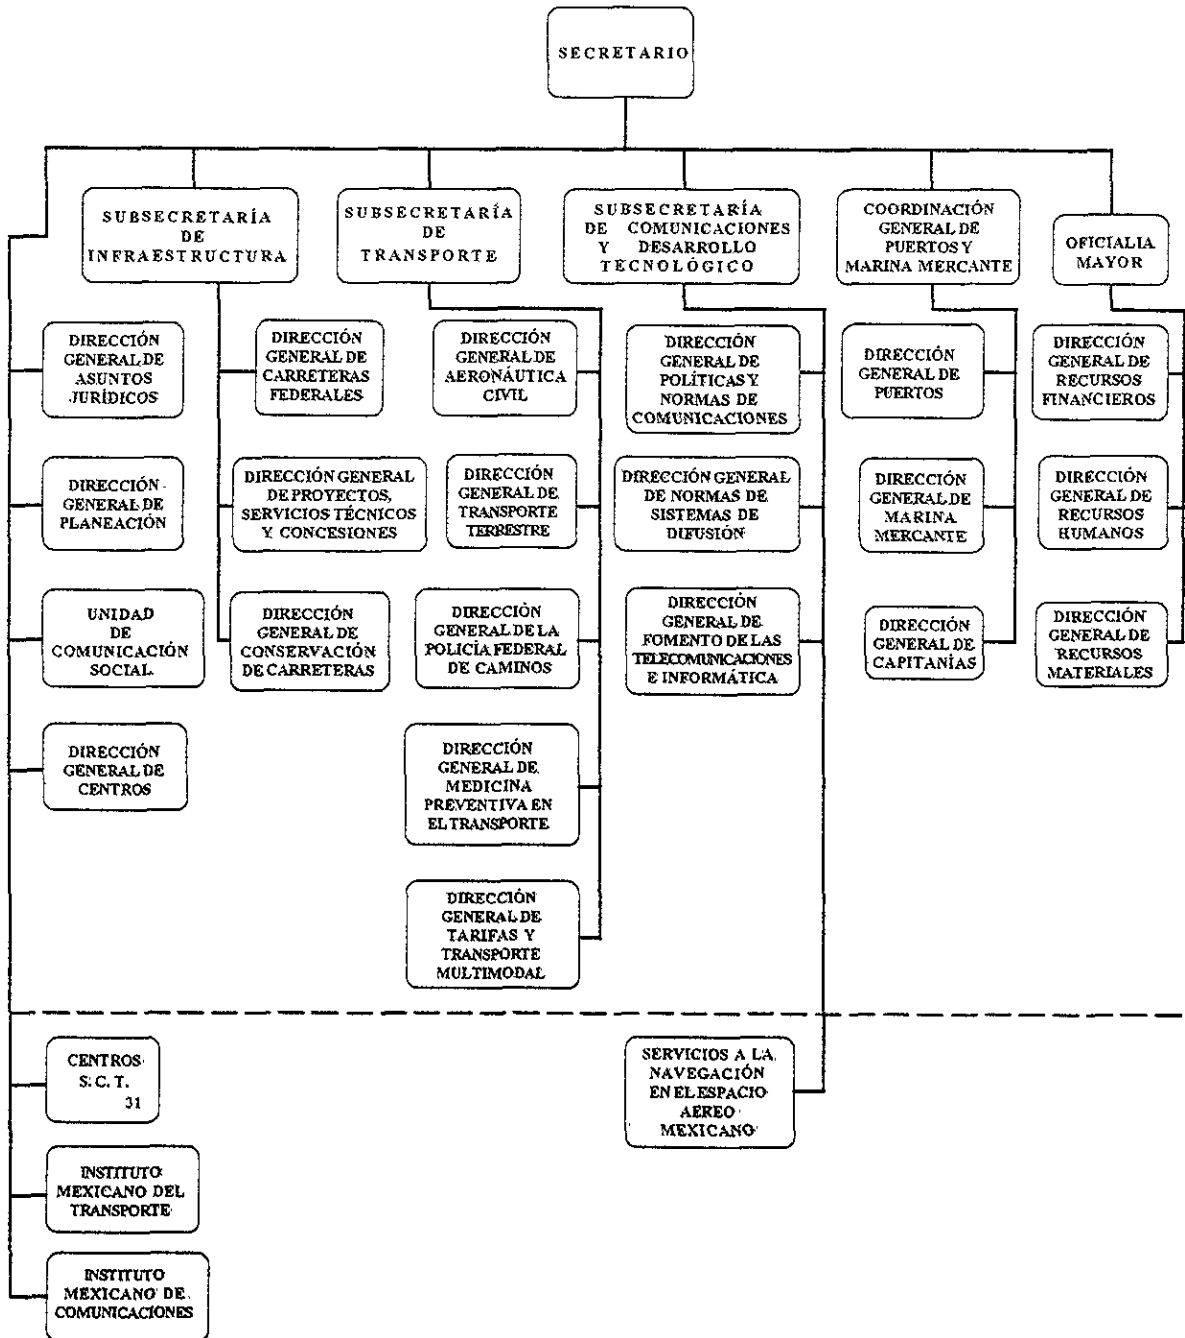 SECRETARIO
SUBSECRETARÍA
DE
INFRAESTRUCTURA
SUBSECRETARÍA
DE
TRANSPORTE
SUBSECRETARÍA
DE COMUNICACIONES
Y DESARROLLO
TECNOLÓGICO
COORDINACIÓN
GENERAL DE
PUERTOS Y
MARINA MERCANTE
OFICIALIA
MAYOR
DIRECCIÓN
GENERAL DE
ASUNTOS
JURÍDICOS
DIRECCIÓN
GENERAL DE
CARRETERAS
FEDERALES
DIRECCIÓN
GENERAL DE
AERONÁUTICA
CIVIL
DIRECCIÓN
GENERAL DE
POLÍTICAS Y
NORMAS DE
COMUNICACIONES
DIRECCIÓN
GENERAL DE
PUERTOS
DIRECCIÓN
GENERAL DE
RECURSOS
FINANCIEROS
DIRECCIÓN
GENERAL DE
PLANEACIÓN
DIRECCIÓN GENERAL
DE PROYECTOS,
SERVICIOS TÉCNICOS
Y CONCESIONES
DIRECCIÓN
GENERAL DE
TRANSPORTE
TERRESTRE
DIRECCIÓN GENERAL
DE NORMAS DE
SISTEMAS DE
DIFUSIÓN
DIRECCIÓN
GENERAL DE
MARINA
MERCANTE
DIRECCIÓN
GENERAL DE
RECURSOS
HUMANOS
UNIDAD
DE
COMUNICACIÓN
SOCIAL
DIRECCIÓN
GENERAL DE
CONSERVACIÓN
DE CARRETERAS
DIRECCIÓN
GENERAL DE LA
POLICÍA FEDERAL
DE CAMINOS
DIRECCIÓN
GENERAL DE
FOMENTO DE LAS
TELECOMUNICACIONES
E INFORMÁTICA
DIRECCIÓN
GENERAL DE
CAPITANÍAS
DIRECCIÓN
GENERAL DE
RECURSOS
MATERIALES
DIRECCIÓN
GENERAL DE
CENTROS
DIRECCIÓN
GENERAL DE
MEDICINA
PREVENTIVA EN
EL TRANSPORTE
DIRECCIÓN
GENERAL DE
TARIFAS Y
TRANSPORTE
MULTIMODAL
CENTROS
S. C. T.
31
SERVICIOS A LA
NAVEGACIÓN
EN EL ESPACIO
AÉREO
MEXICANO
INSTITUTO
MEXICANO DEL
TRANSPORTE
INSTITUTO
MEXICANO DE
COMUNICACIONES